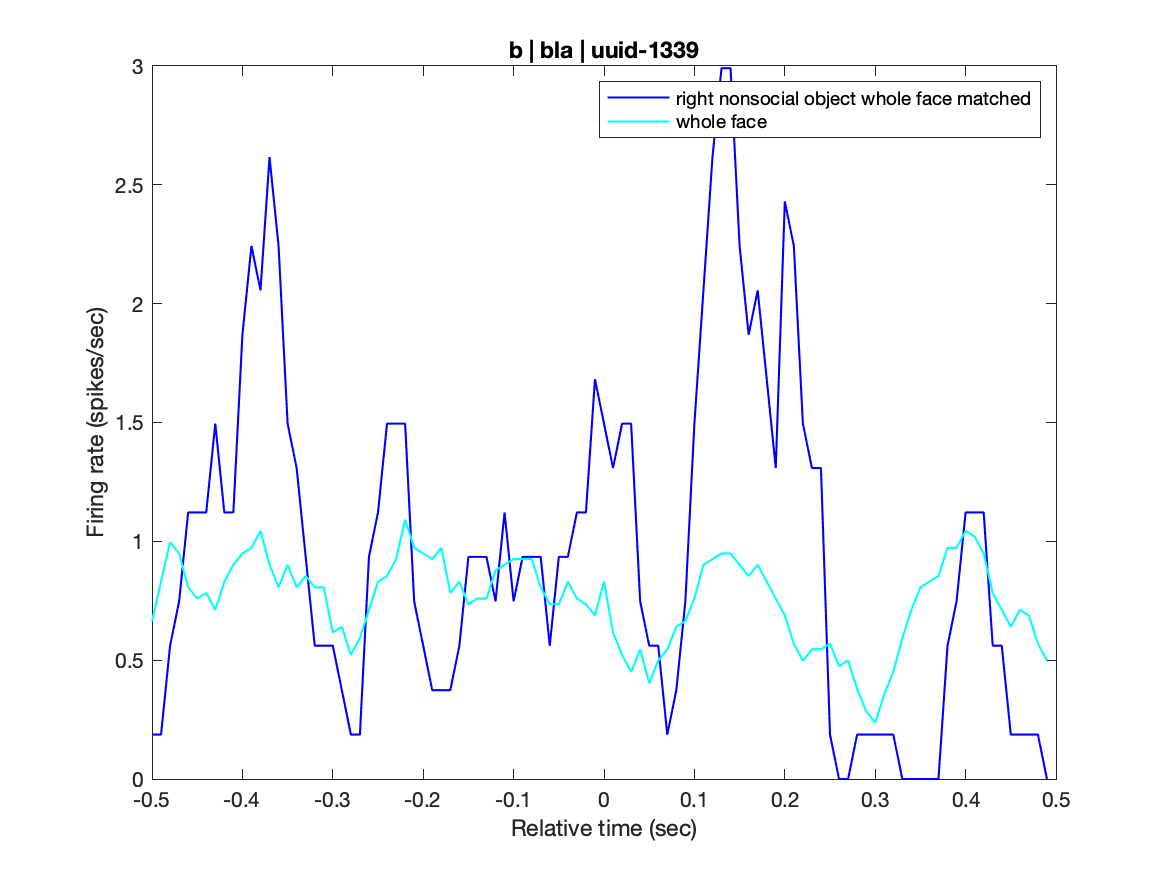 b | bla | uuid-1339
right nonsocial object whole face matched
whole face
Firing rate (spikes/sec)
3
2.5
2
1.5
1
0.5
0
-0.5 -0.4 -0.3 -0.2 -0.1 0 0.1 0.2 0.3 0.4 0.5
Relative time (sec)